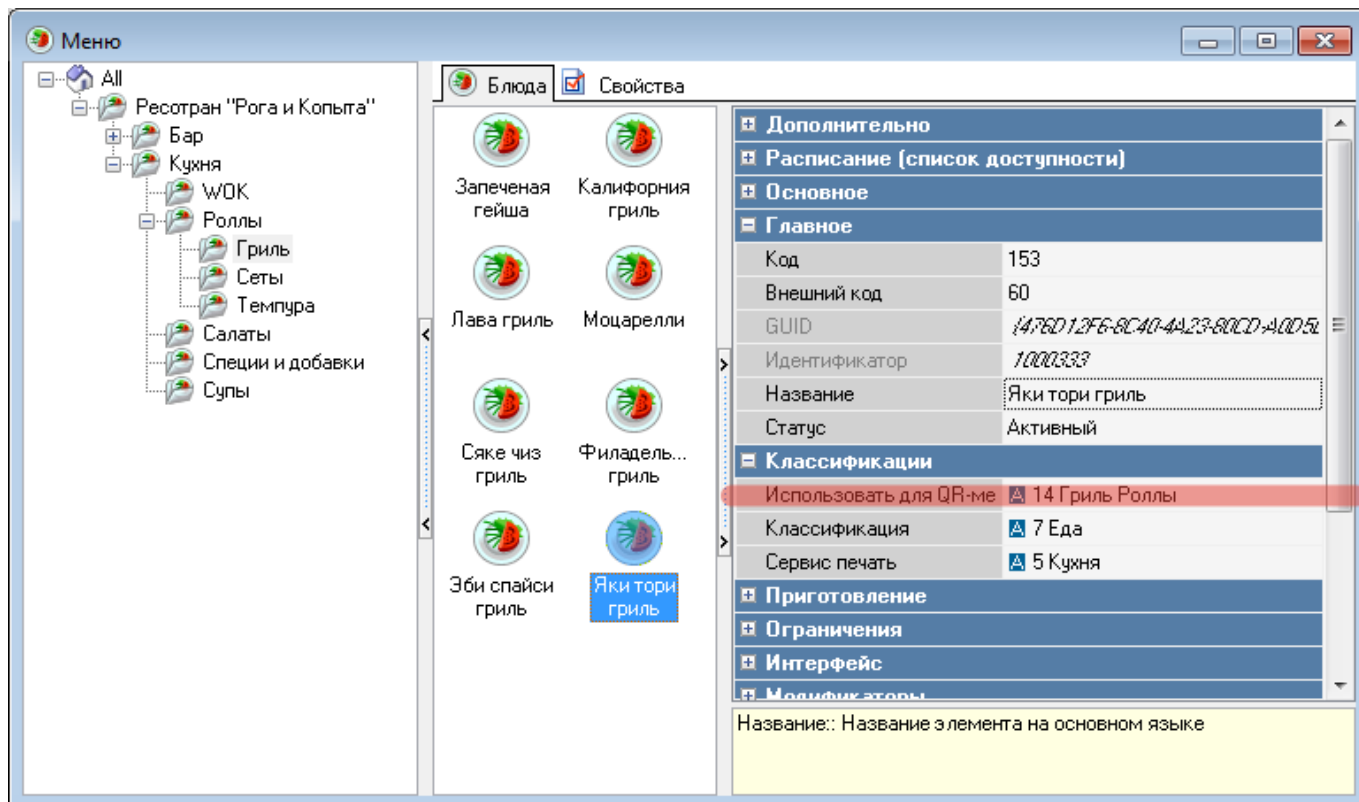 Меню
All
Ресотран "Рога и Копыта"
Бар
Кухня
WOK
Роллы
Гриль
Сеты
Темпура
Салаты
Специи и добавки
Супы
Блюда
Свойства
Запеченая
гейша
Калифорния
гриль
Лава гриль
Моцарелли
Сяке чиз
гриль
Филадель...
гриль
Эби спайси
гриль
Яки тори
гриль
Дополнительно
Расписание (список доступности)
Основное
Главное
Код 153
Внешний код 60
GUID {476D12F6-8C40-4A23-80CD-A0D5
Идентификатор 1000333
Название Яки тори гриль
Статус Активный
Классификации
Использовать для QR-ме 14 Гриль Роллы
Классификация 7 Еда
Сервис печать 5 Кухня
Приготовление
Ограничения
Интерфейс
Модификаторы
Название:: Название элемента на основном языке